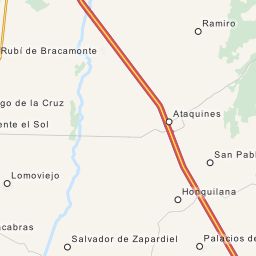 Ramiro
Rubí de Bracamonte
go de la Cruz
Ataquines
ente el Sol
San Pabl
Lomoviejo
Honquilana
acabras
Salvador de Zapardiel
Palacios de